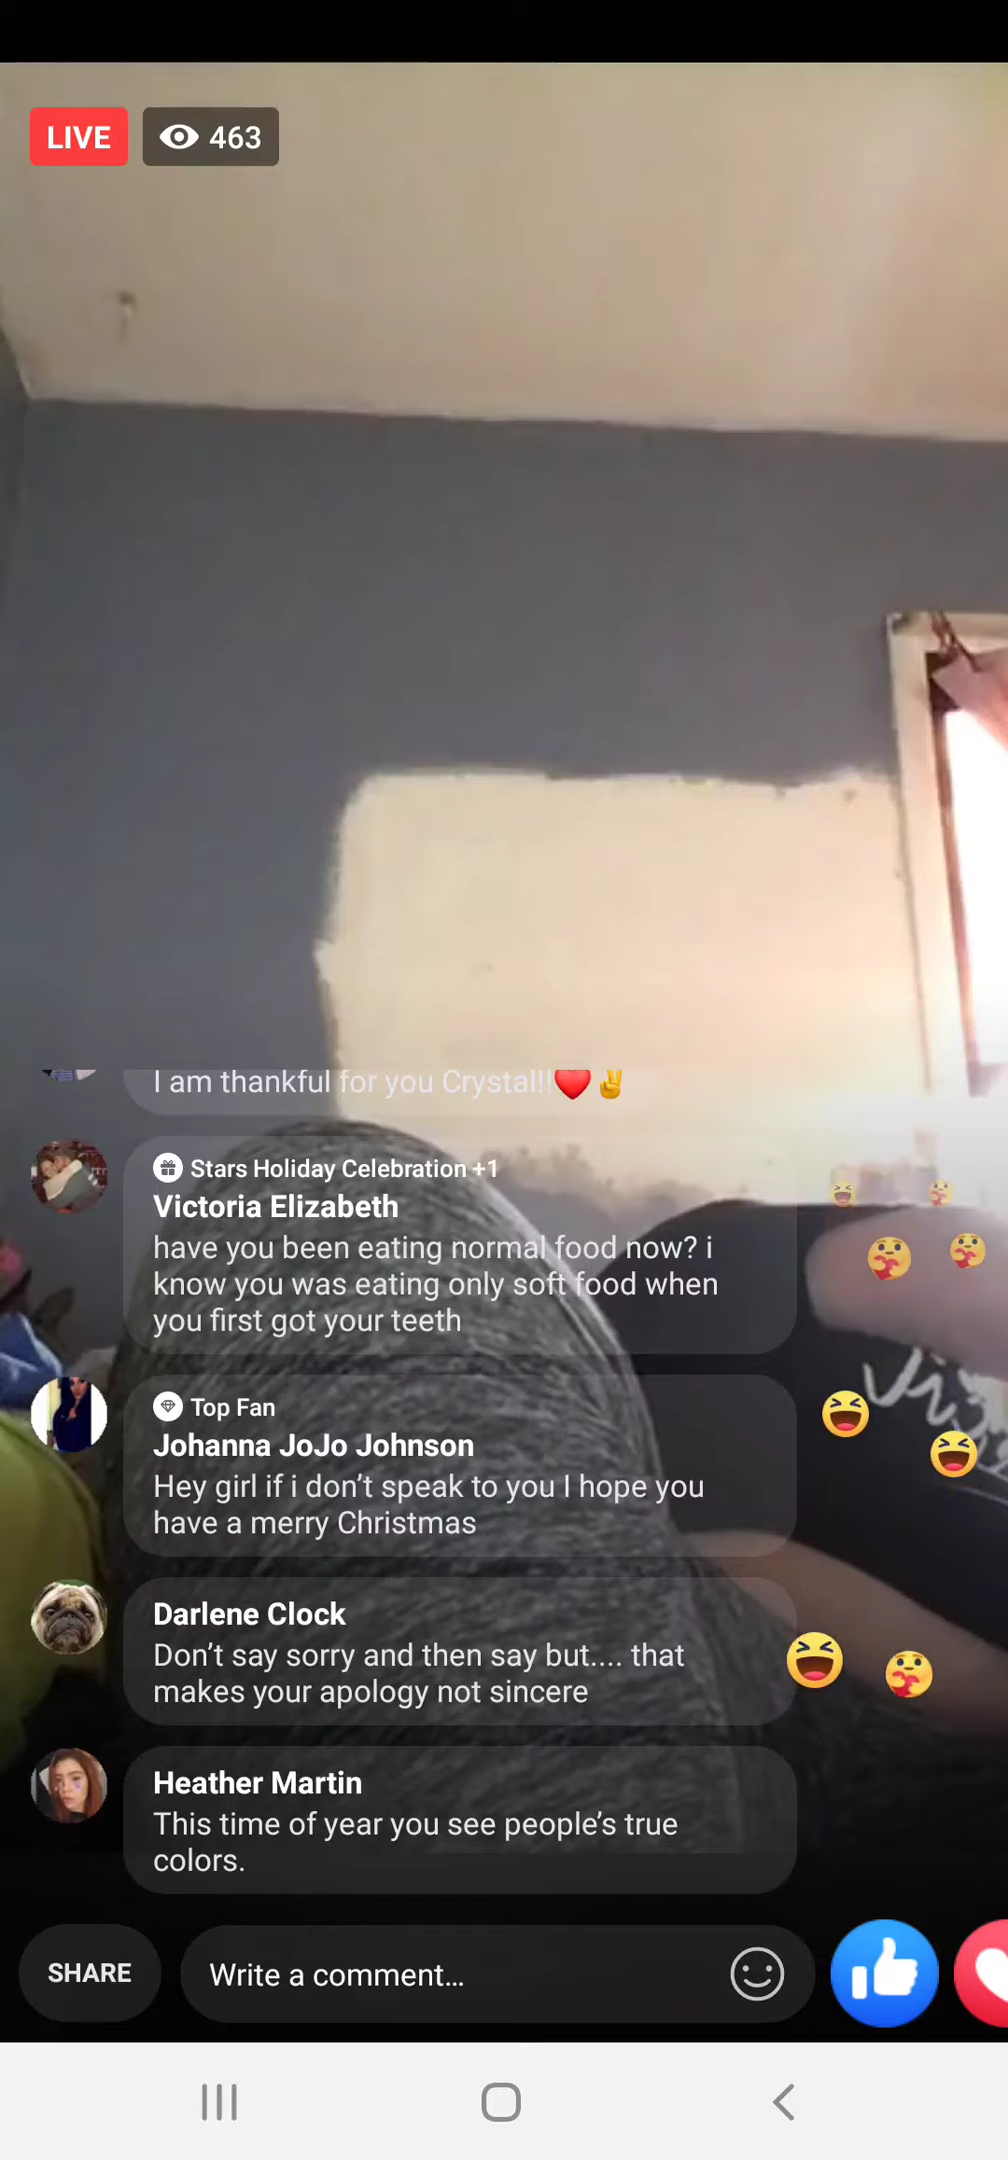 LIVE 463
I am thankful for you Crystal!!❤️✌️
Stars Holiday Celebration +1
Victoria Elizabeth
have you been eating normal food now? i
know you was eating only soft food when
you first got your teeth
Top Fan
Johanna JoJo Johnson
Hey girl if i don’t speak to you I hope you
have a merry Christmas
Darlene Clock
Don’t say sorry and then say but.... that
makes your apology not sincere
Heather Martin
This time of year you see people’s true
colors.
SHARE Write a comment...